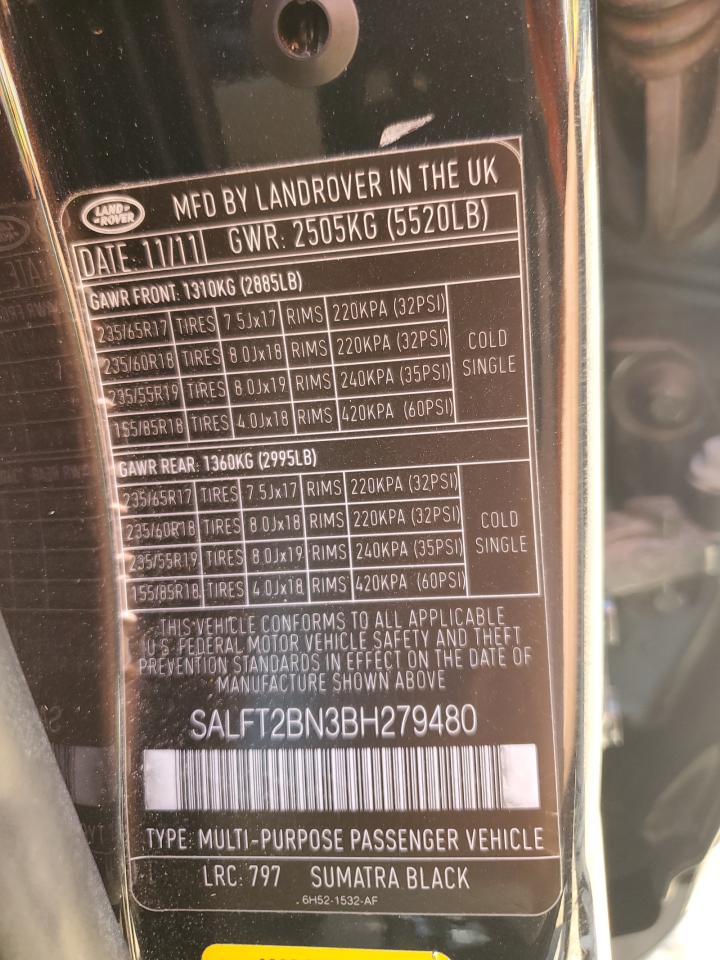 LAND ROVER
MFD BY LANDROVER IN THE UK
DATE: 11/11 GWR: 2505KG (5520LB)
GAWR FRONT: 1310KG (2885LB)
235/65R17 TIRES 7.5Jx17 RIMS 220KPA (32PSI)
235/60R18 TIRES 8.0Jx18 RIMS 220KPA (32PSI)
235/55R19 TIRES 8.0Jx19 RIMS 240KPA (35PSI)
155/85R18 TIRES 4.0Jx18 RIMS 420KPA (60PSI)
COLD
SINGLE
GAWR REAR: 1360KG (2995LB)
235/65R17 TIRES 7.5Jx17 RIMS 220KPA (32PSI)
235/60R18 TIRES 8.0Jx18 RIMS 220KPA (32PSI)
235/55R19 TIRES 8.0Jx19 RIMS 240KPA (35PSI)
155/85R18 TIRES 4.0Jx18 RIMS 420KPA (60PSI)
COLD
SINGLE
THIS VEHICLE CONFORMS TO ALL APPLICABLE
U.S. FEDERAL MOTOR VEHICLE SAFETY AND THEFT
PREVENTION STANDARDS IN EFFECT ON THE DATE OF
MANUFACTURE SHOWN ABOVE
SALFT2BN3BH279480
TYPE: MULTI-PURPOSE PASSENGER VEHICLE
LRC: 797 SUMATRA BLACK
6H52-1532-AF